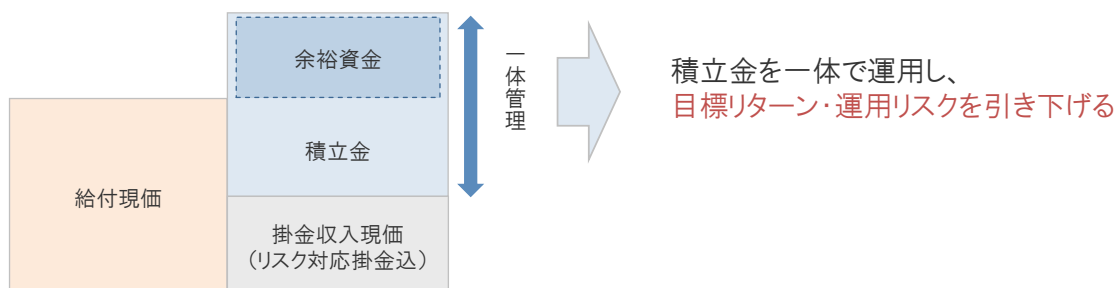 余裕資金
積立金
給付現価
掛金収入現価
（リスク対応掛金込）
一体管理
積立金を一体で運用し、
目標リターン・運用リスクを引き下げる